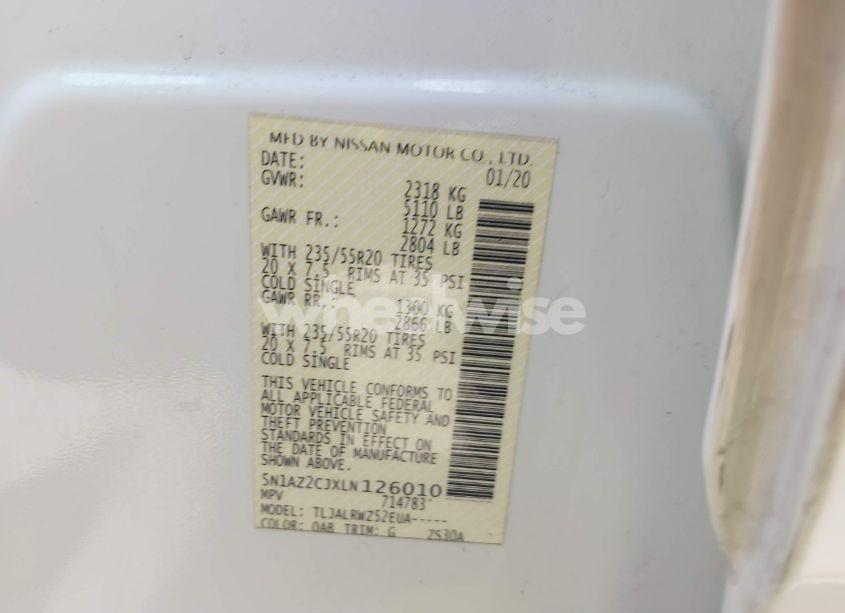 MFD BY NISSAN MOTOR CO., LTD.
DATE: 01/20
GVWR: 2318 KG
5110 LB
GAWR FR.: 1272 KG
2804 LB
WITH 235/55R20 TIRES
20 X 7.5 RIMS AT 35 PSI
COLD SINGLE
GAWR RR.: 1300 KG
2866 LB
WITH 235/55R20 TIRES
20 X 7.5 RIMS AT 35 PSI
COLD SINGLE
THIS VEHICLE CONFORMS TO
ALL APPLICABLE FEDERAL
MOTOR VEHICLE SAFETY AND
THEFT PREVENTION
STANDARDS IN EFFECT ON
THE DATE OF MANUFACTURE
SHOWN ABOVE.
5N1AZ2CJXLN126010
MPV 714783
MODEL: TLJALRWZ52EUA-----
COLOR: QAB TRIM: G 2S30A
wheelwise